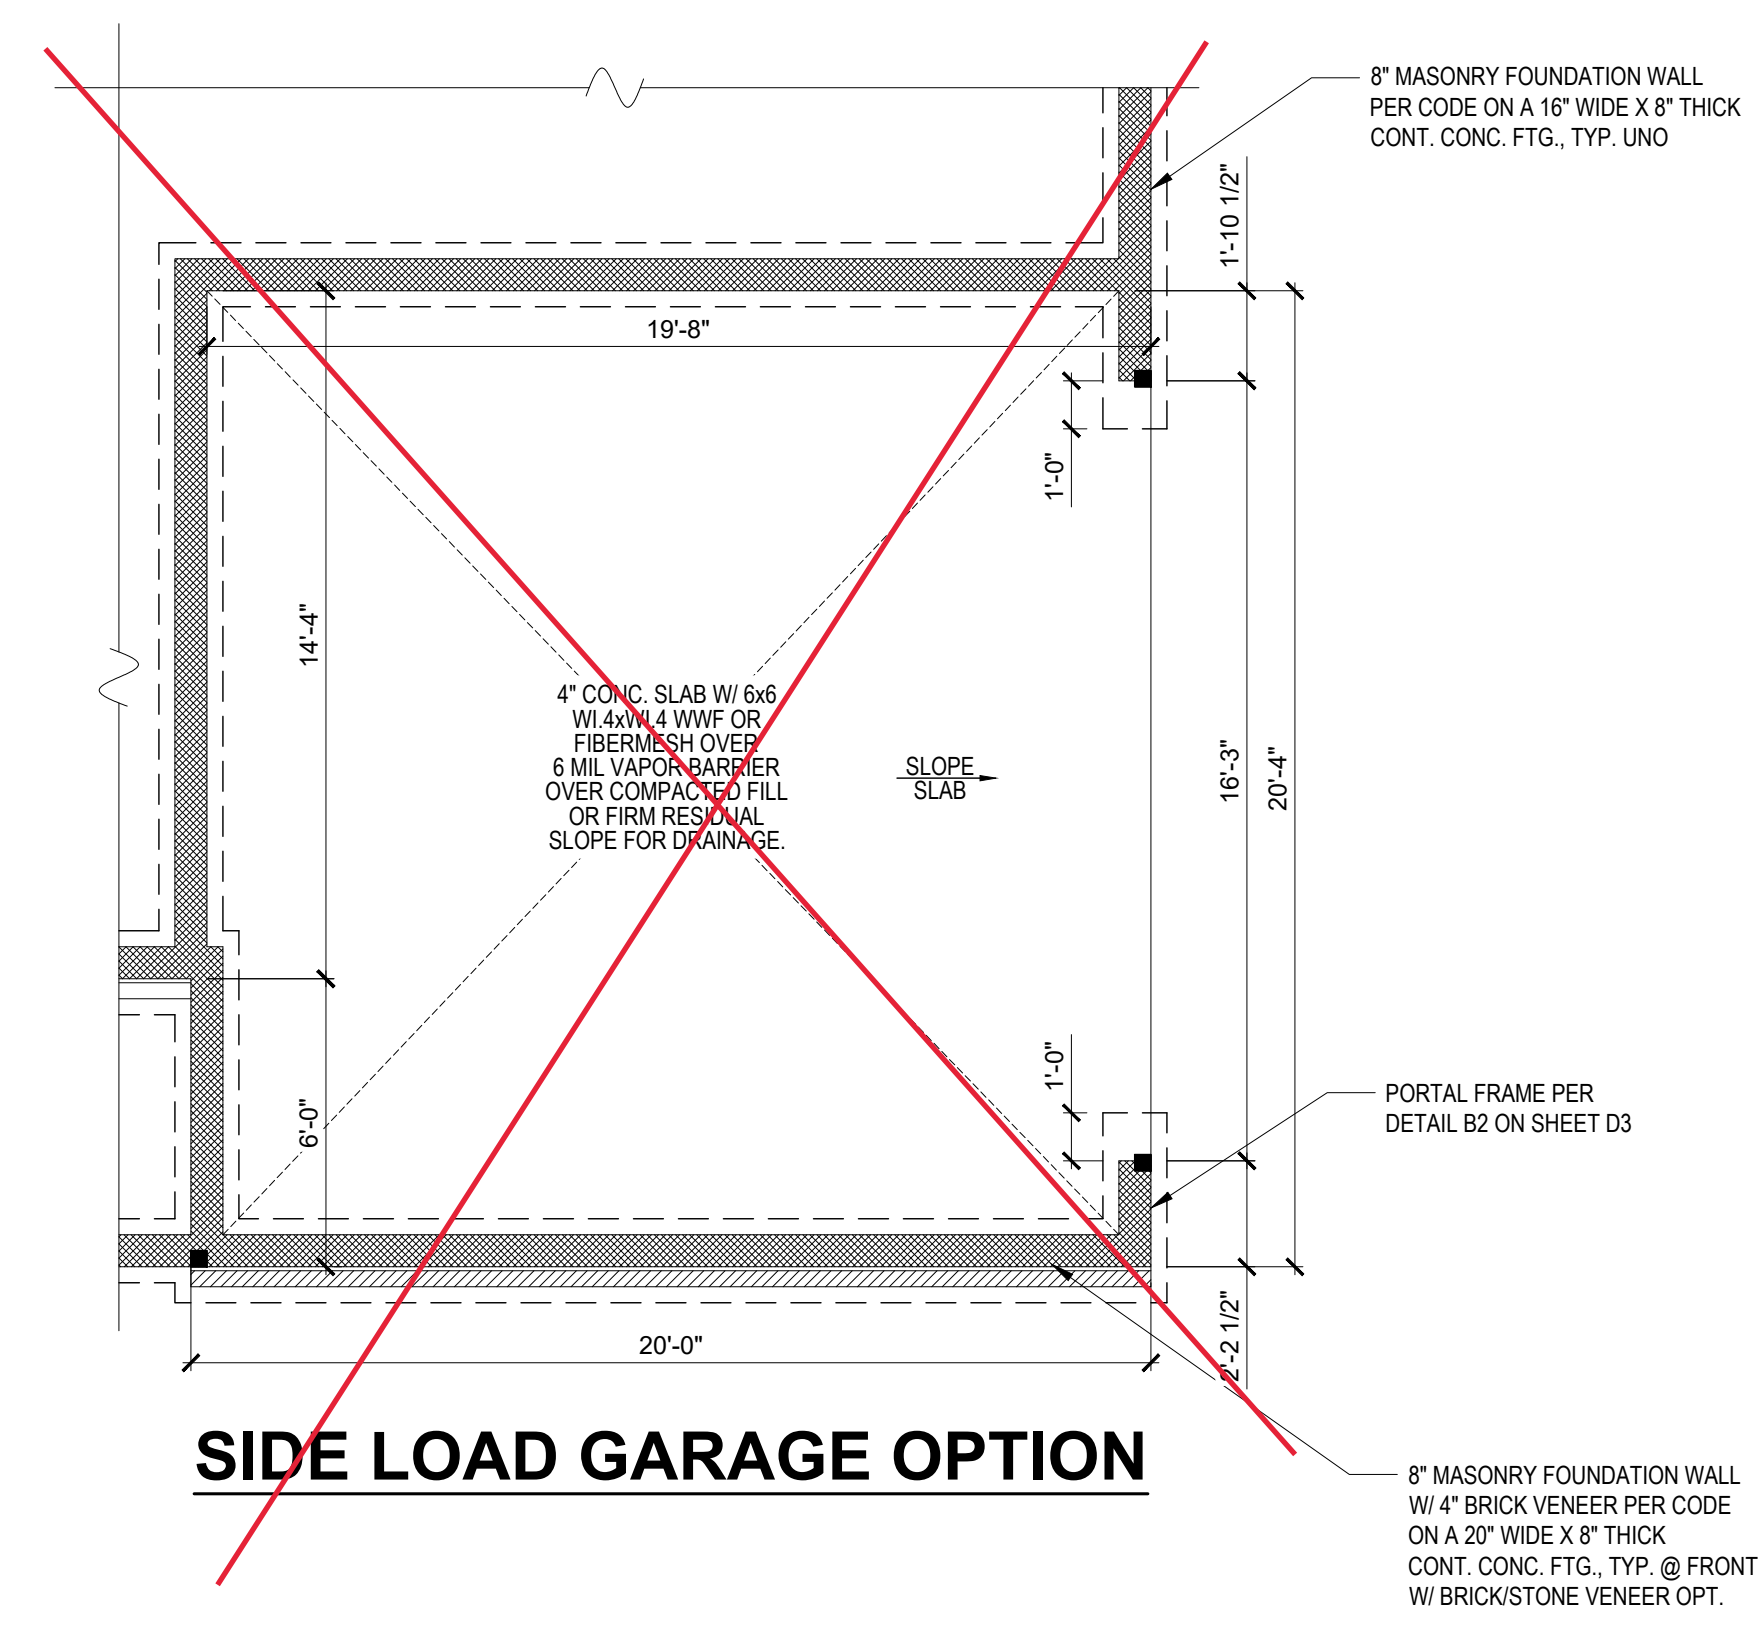 8" MASONRY FOUNDATION WALL
PER CODE ON A 16" WIDE X 8" THICK
CONT. CONC. FTG., TYP. UNO
1'-10 1/2"
19'-8"
1'-0"
14'-4"
4" CONC. SLAB W/ 6x6
WI.4xWI.4 WWF OR
FIBERMESH OVER
6 MIL VAPOR BARRIER
OVER COMPACTED FILL
OR FIRM RESIDUAL
SLOPE FOR DRAINAGE.
SLOPE
SLAB
16'-3"
20'-4"
1'-0"
6'-0"
PORTAL FRAME PER
DETAIL B2 ON SHEET D3
20'-0"
2'-2 1/2"
SIDE LOAD GARAGE OPTION
8" MASONRY FOUNDATION WALL
W/ 4" BRICK VENEER PER CODE
ON A 20" WIDE X 8" THICK
CONT. CONC. FTG., TYP. @ FRONT
W/ BRICK/STONE VENEER OPT.